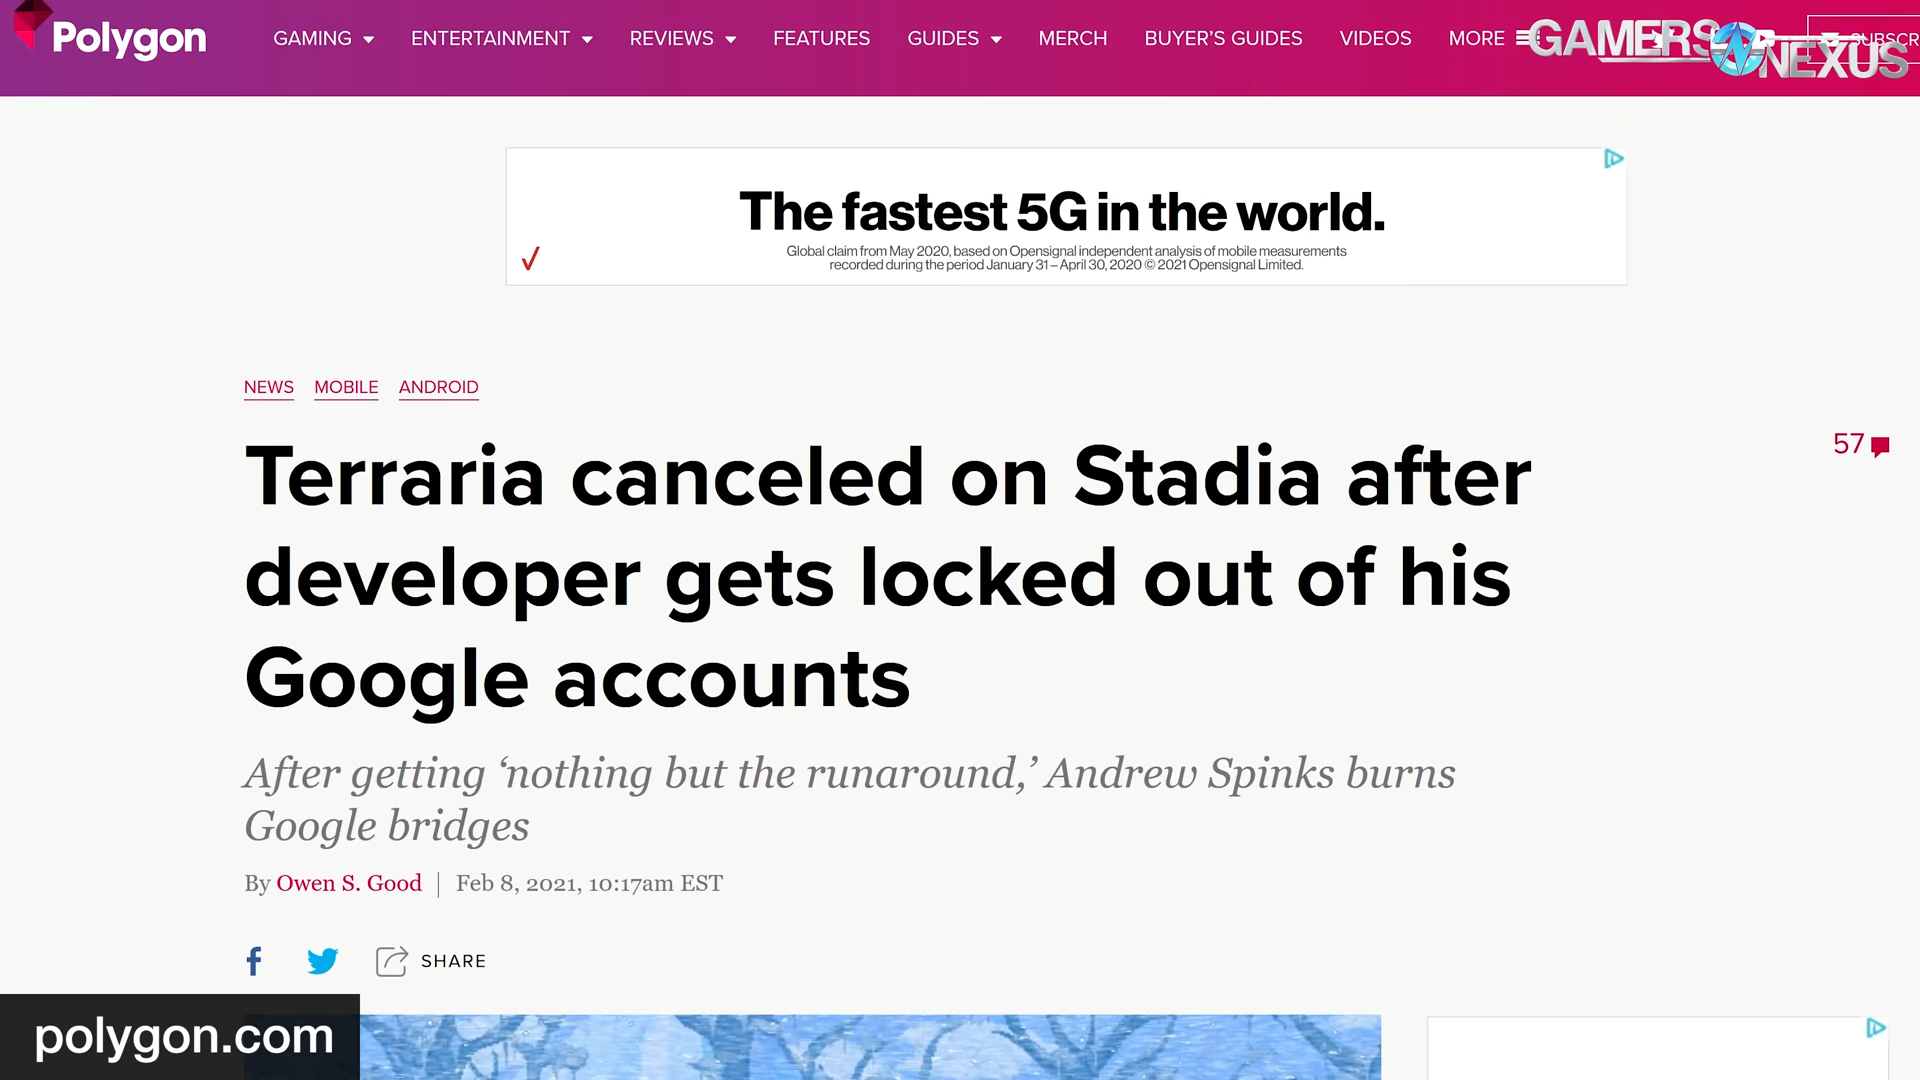 Polygon
GAMING ENTERTAINMENT REVIEWS FEATURES GUIDES MERCH BUYER'S GUIDES VIDEOS MORE
GAMERS NEXUS
The fastest 5G in the world.
Global claim from May 2020, based on Opensignal independent analysis of mobile measurements
recorded during the period January 31 – April 30, 2020 © 2021 Opensignal Limited.
NEWS MOBILE ANDROID
57
Terraria canceled on Stadia after
developer gets locked out of his
Google accounts
After getting ‘nothing but the runaround,’ Andrew Spinks burns
Google bridges
By Owen S. Good | Feb 8, 2021, 10:17am EST
SHARE
polygon.com